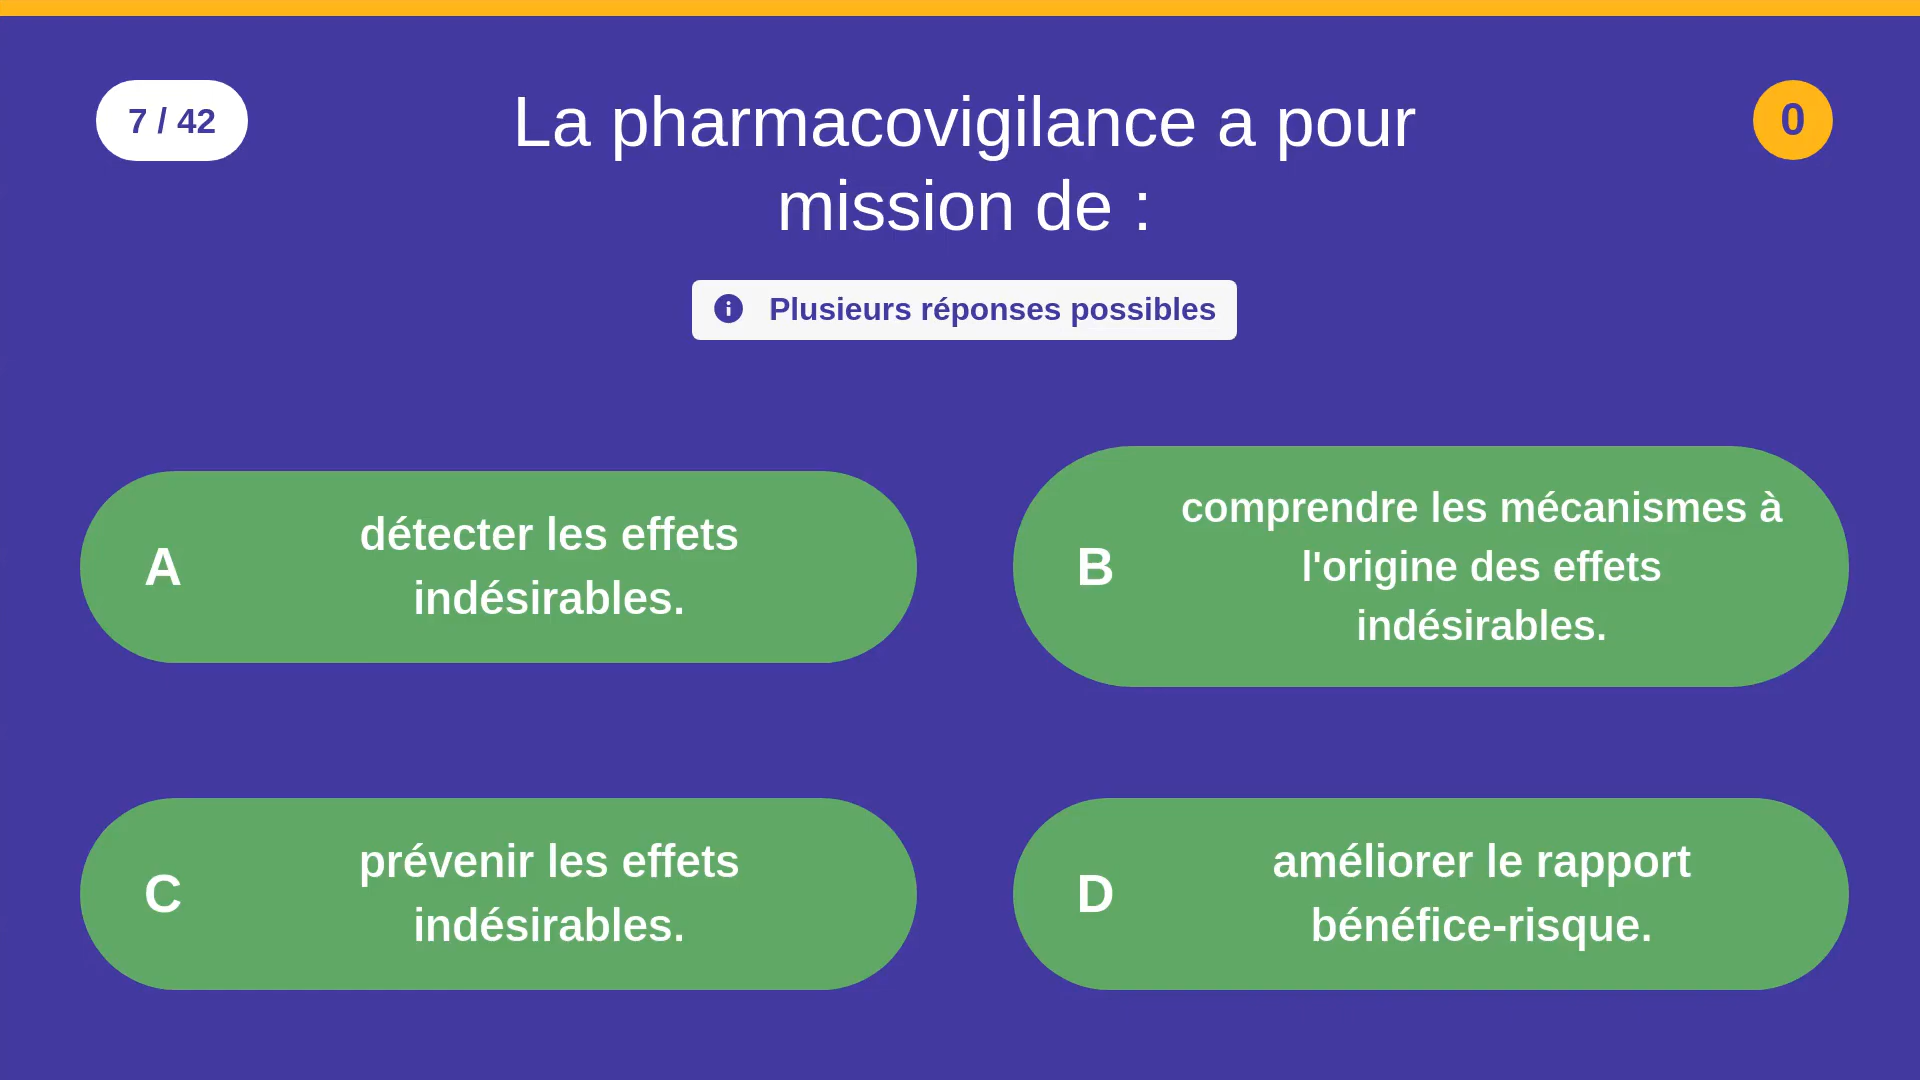 7 / 42
La pharmacovigilance a pour
mission de :
0
Plusieurs réponses possibles
A
détecter les effets
indésirables.
B
comprendre les mécanismes à
l'origine des effets
indésirables.
C
prévenir les effets
indésirables.
D
améliorer le rapport
bénéfice-risque.